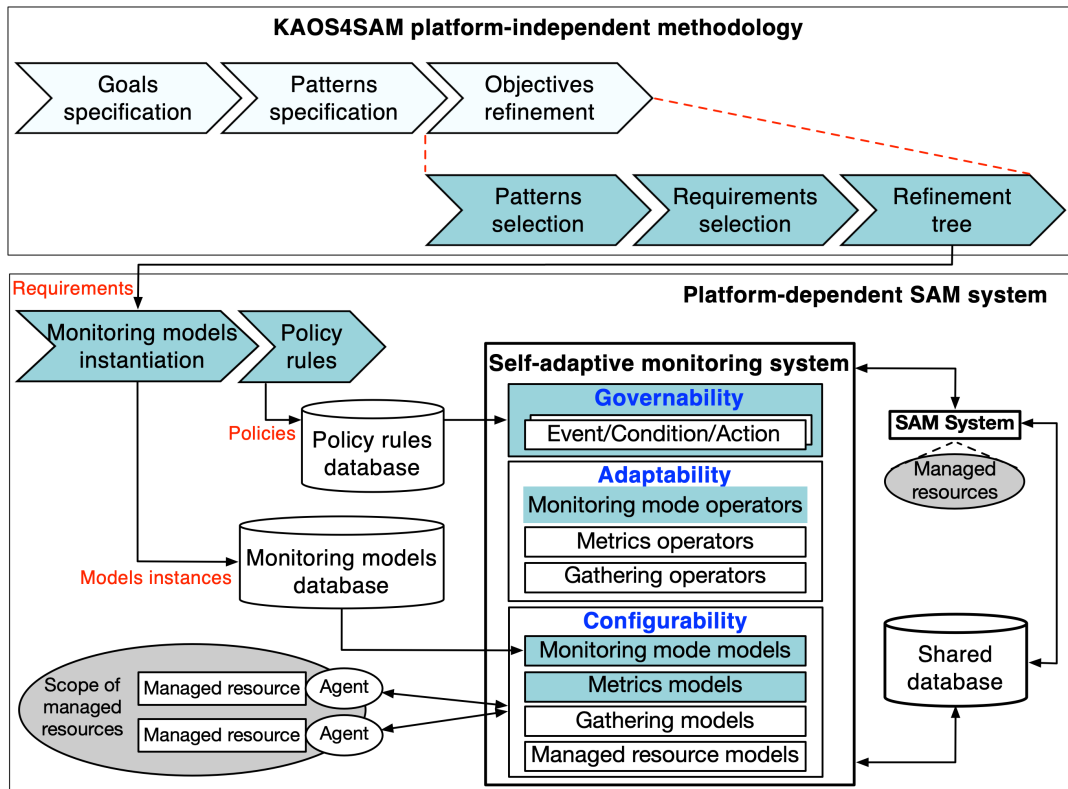 KAOS4SAM platform-independent methodology
Goals
specification
Patterns
specification
Objectives
refinement
Patterns
selection
Requirements
selection
Refinement
tree
Requirements
Platform-dependent SAM system
Monitoring models
instantiation
Policy
rules
Policies
Policy rules
database
Models instances
Monitoring models
database
Self-adaptive monitoring system
Governability
Event/Condition/Action
Adaptability
Monitoring mode operators
Metrics operators
Gathering operators
Configurability
Monitoring mode models
Metrics models
Gathering models
Managed resource models
SAM System
Managed
resources
Shared
database
Scope of
managed
resources
Managed resource
Agent
Managed resource
Agent